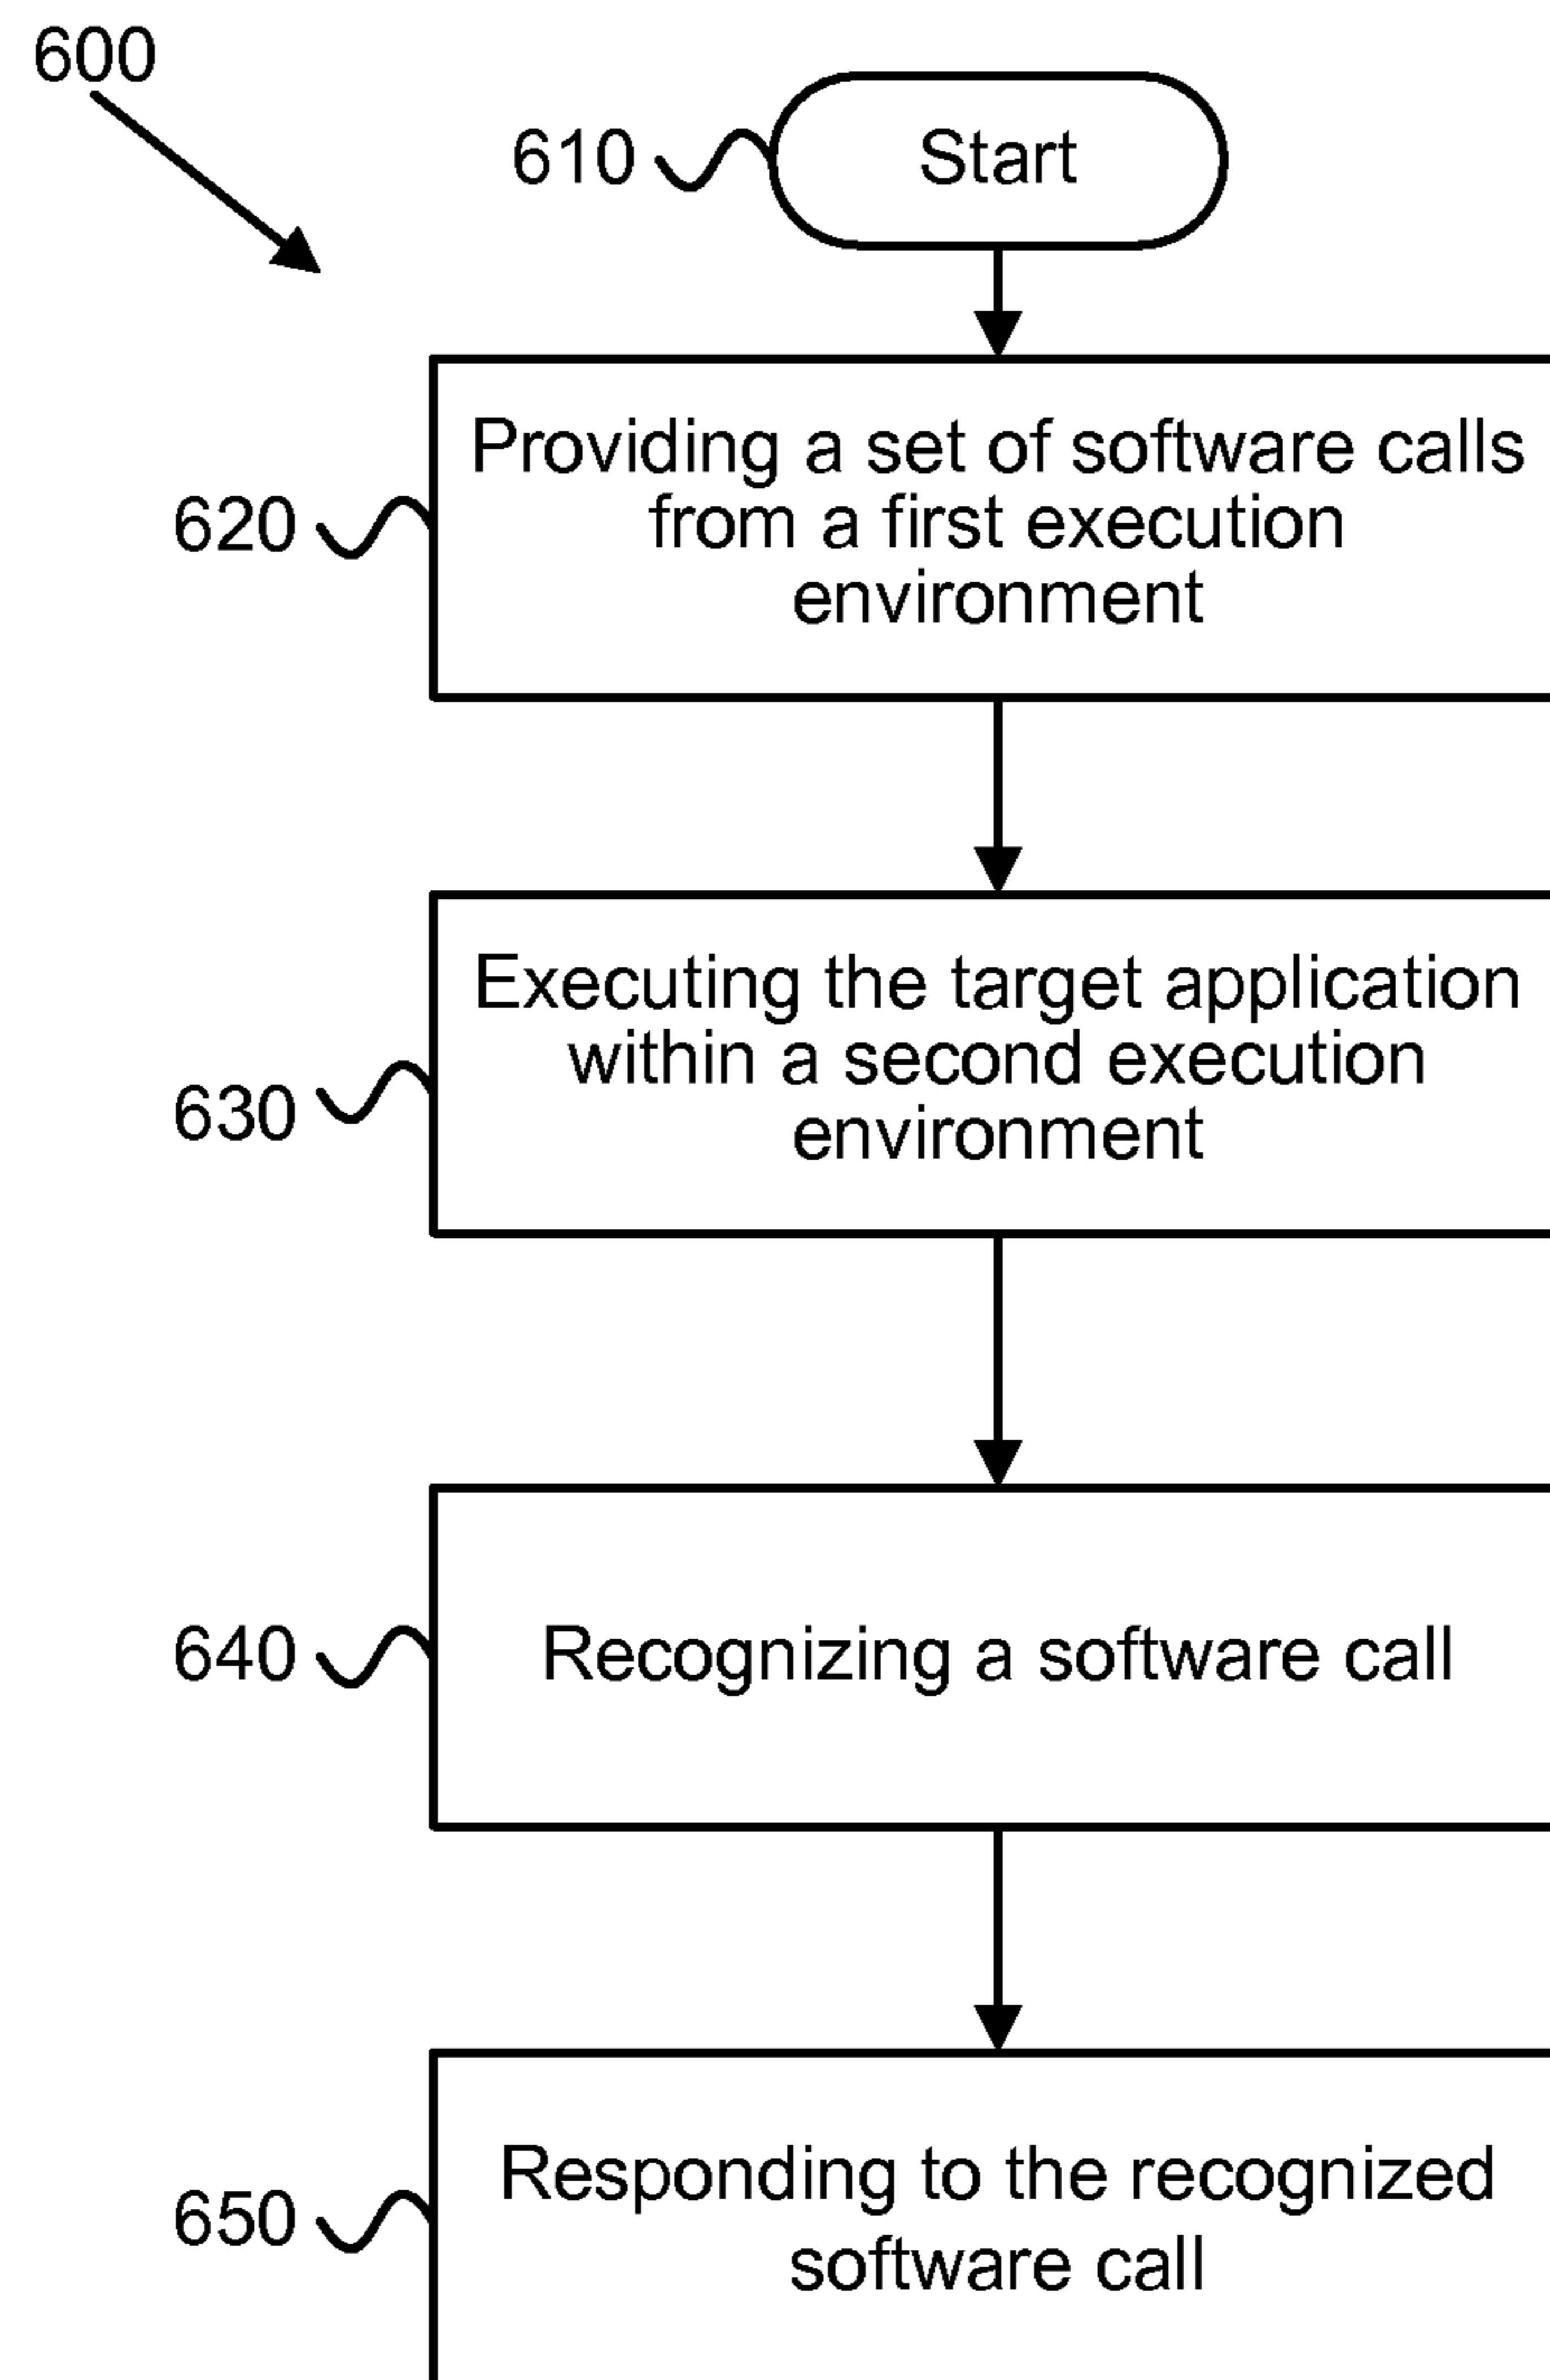 600
610
Start
Providing a set of software calls
from a first execution
environment
620
Executing the target application
within a second execution
environment
630
640
Recognizing a software call
Responding to the recognized
software call
650